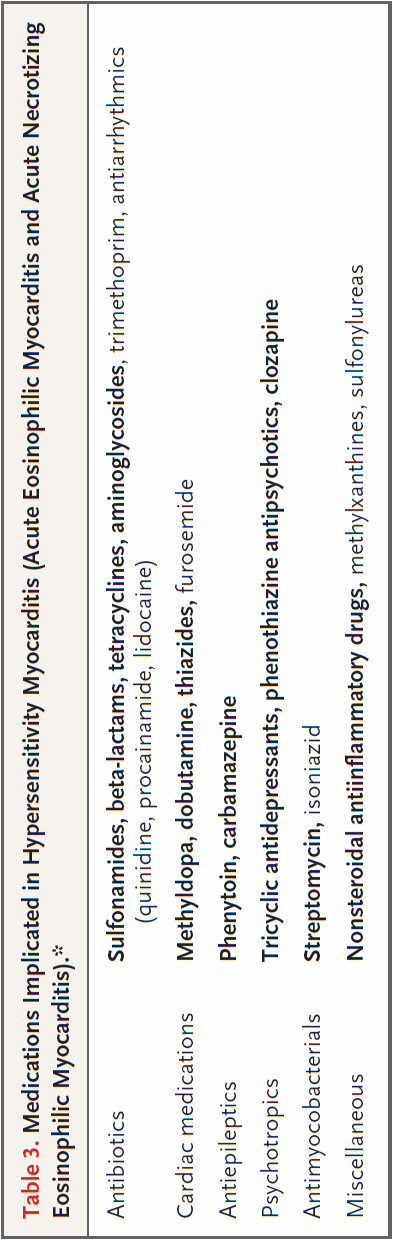 Table 3. Medications Implicated in Hypersensitivity Myocarditis (Acute Eosinophilic Myocarditis and Acute Necrotizing
Eosinophilic Myocarditis).*
Antibiotics Sulfonamides, beta-lactams, tetracyclines, aminoglycosides, trimethoprim, antiarrhythmics
(quinidine, procainamide, lidocaine)
Cardiac medications Methyldopa, dobutamine, thiazides, furosemide
Antiepileptics Phenytoin, carbamazepine
Psychotropics Tricyclic antidepressants, phenothiazine antipsychotics, clozapine
Antimyocobacterials Streptomycin, isoniazid
Miscellaneous Nonsteroidal antiinflammatory drugs, methylxanthines, sulfonylureas